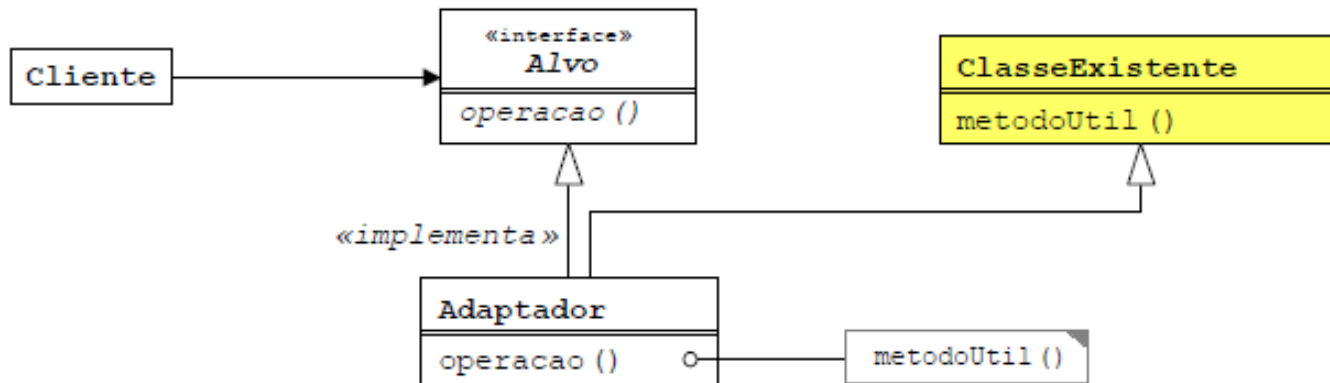 «interface»
Alvo
operacao()
Cliente
ClasseExistente
metodoUtil()
«implementa»
Adaptador
operacao()
metodoUtil()